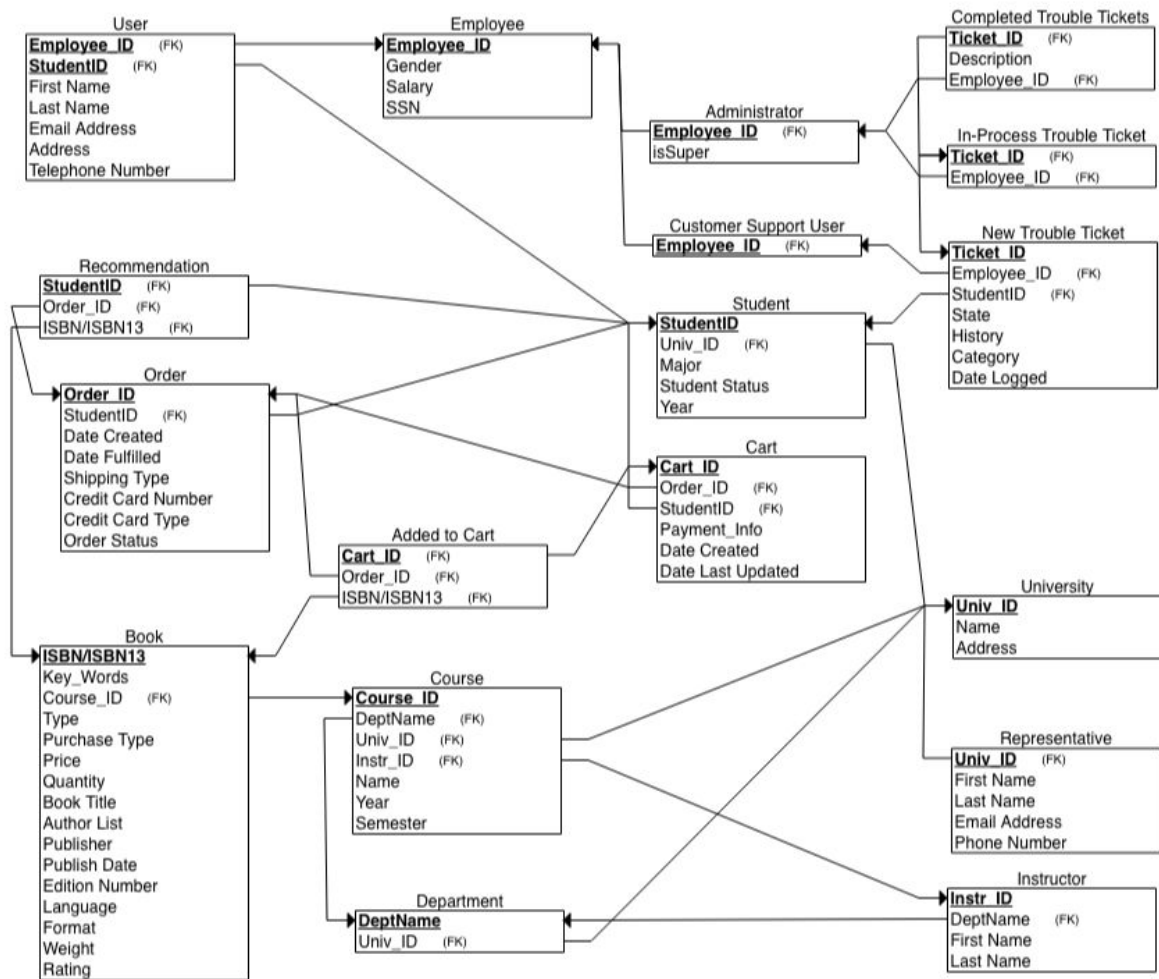 User
Employee_ID (FK)
StudentID (FK)
First Name
Last Name
Email Address
Address
Telephone Number
Employee
Employee_ID
Gender
Salary
SSN
Completed Trouble Tickets
Ticket_ID (FK)
Description
Employee_ID (FK)
Administrator
Employee_ID (FK)
isSuper
In-Process Trouble Ticket
Ticket_ID (FK)
Employee_ID (FK)
Customer Support User
Employee_ID (FK)
New Trouble Ticket
Ticket_ID
Employee_ID (FK)
StudentID (FK)
State
History
Category
Date Logged
Recommendation
StudentID (FK)
Order_ID (FK)
ISBN/ISBN13 (FK)
Student
StudentID
Univ_ID (FK)
Major
Student Status
Year
Order
Order_ID
StudentID (FK)
Date Created
Date Fulfilled
Shipping Type
Credit Card Number
Credit Card Type
Order Status
Cart
Cart_ID
Order_ID (FK)
StudentID (FK)
Payment_Info
Date Created
Date Last Updated
Added to Cart
Cart_ID (FK)
Order_ID (FK)
ISBN/ISBN13 (FK)
University
Univ_ID
Name
Address
Book
ISBN/ISBN13
Key_Words
Course_ID (FK)
Type
Purchase Type
Price
Quantity
Book Title
Author List
Publisher
Publish Date
Edition Number
Language
Format
Weight
Rating
Course
Course_ID
DeptName (FK)
Univ_ID (FK)
Instr_ID (FK)
Name
Year
Semester
Representative
Univ_ID (FK)
First Name
Last Name
Email Address
Phone Number
Department
DeptName
Univ_ID (FK)
Instructor
Instr_ID
DeptName (FK)
First Name
Last Name